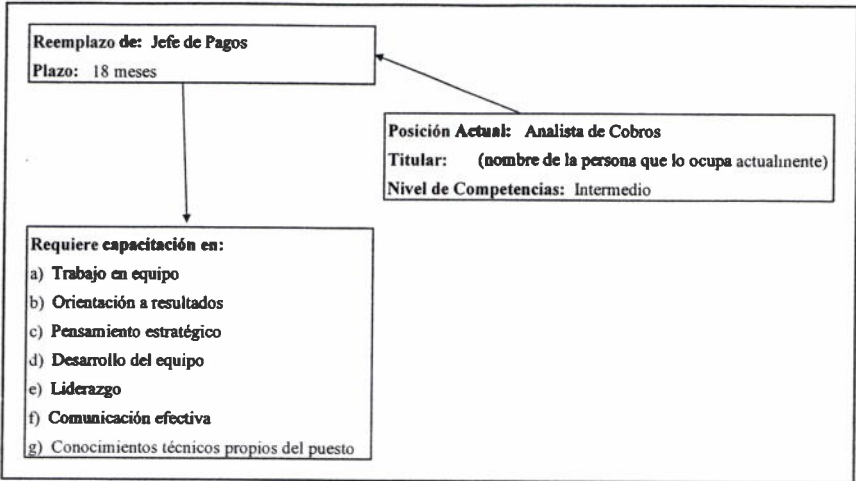 Reemplazo de: Jefe de Pagos
Plazo: 18 meses
Posición Actual: Analista de Cobros
Titular: (nombre de la persona que lo ocupa actualmente)
Nivel de Competencias: Intermedio
Requiere capacitación en:
a) Trabajo en equipo
b) Orientación a resultados
c) Pensamiento estratégico
d) Desarrollo del equipo
e) Liderazgo
f) Comunicación efectiva
g) Conocimientos técnicos propios del puesto